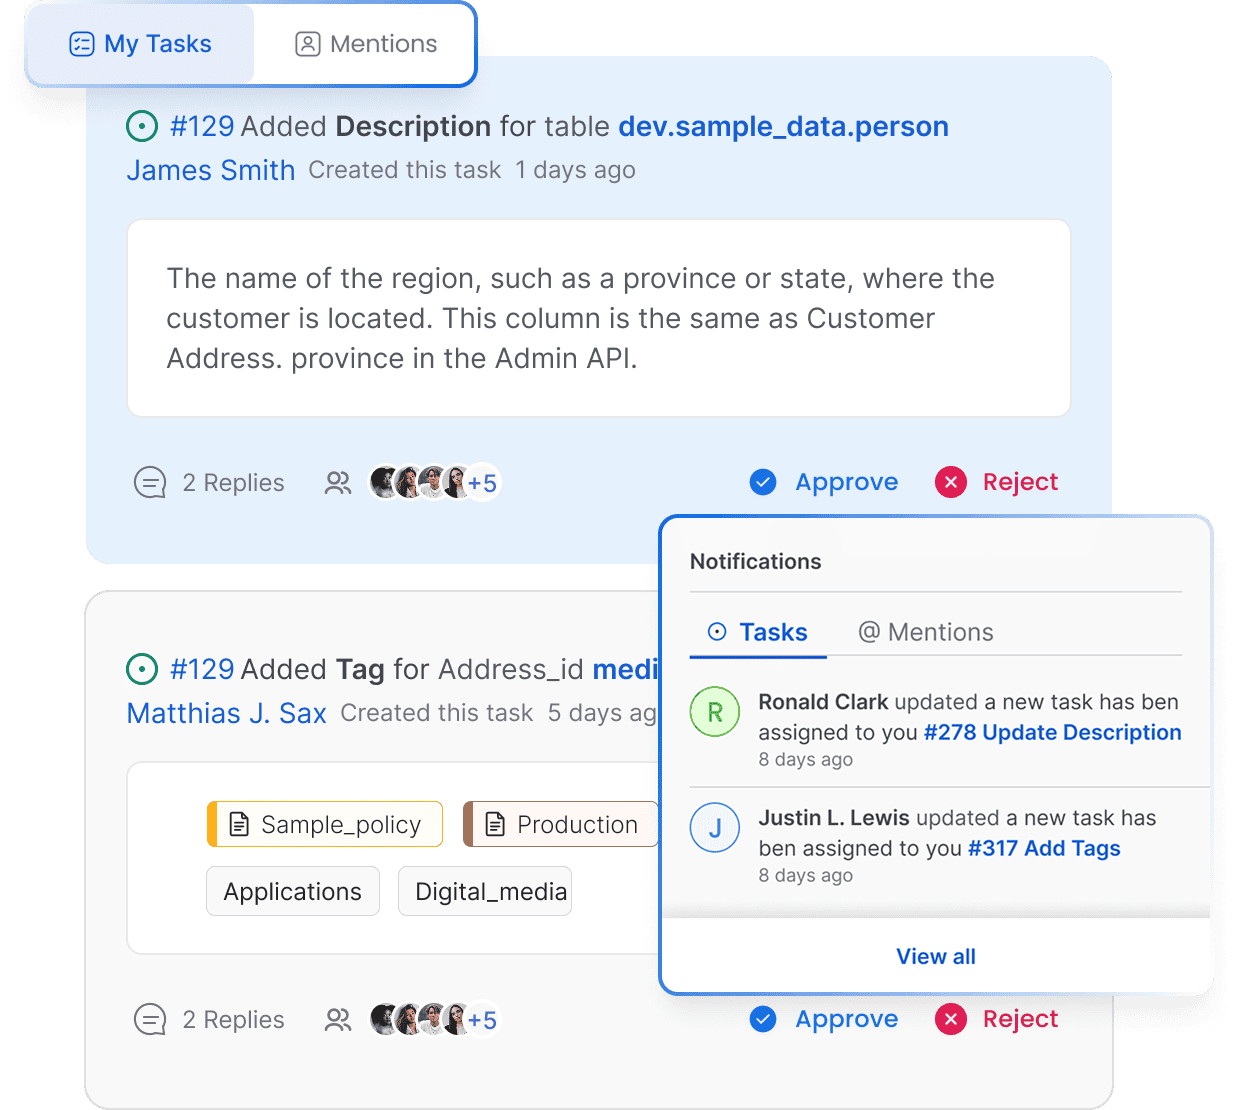 My Tasks
Mentions
#129 Added Description for table dev.sample_data.person
James Smith Created this task 1 days ago
The name of the region, such as a province or state, where the
customer is located. This column is the same as Customer
Address. province in the Admin API.
2 Replies
+5
Approve
Reject
#129 Added Tag for Address_id medi
Matthias J. Sax Created this task 5 days ag
Sample_policy
Production
Applications
Digital_media
2 Replies
+5
Approve
Reject
Notifications
Tasks
@ Mentions
R
Ronald Clark updated a new task has ben
assigned to you #278 Update Description
8 days ago
J
Justin L. Lewis updated a new task has
ben assigned to you #317 Add Tags
8 days ago
View all